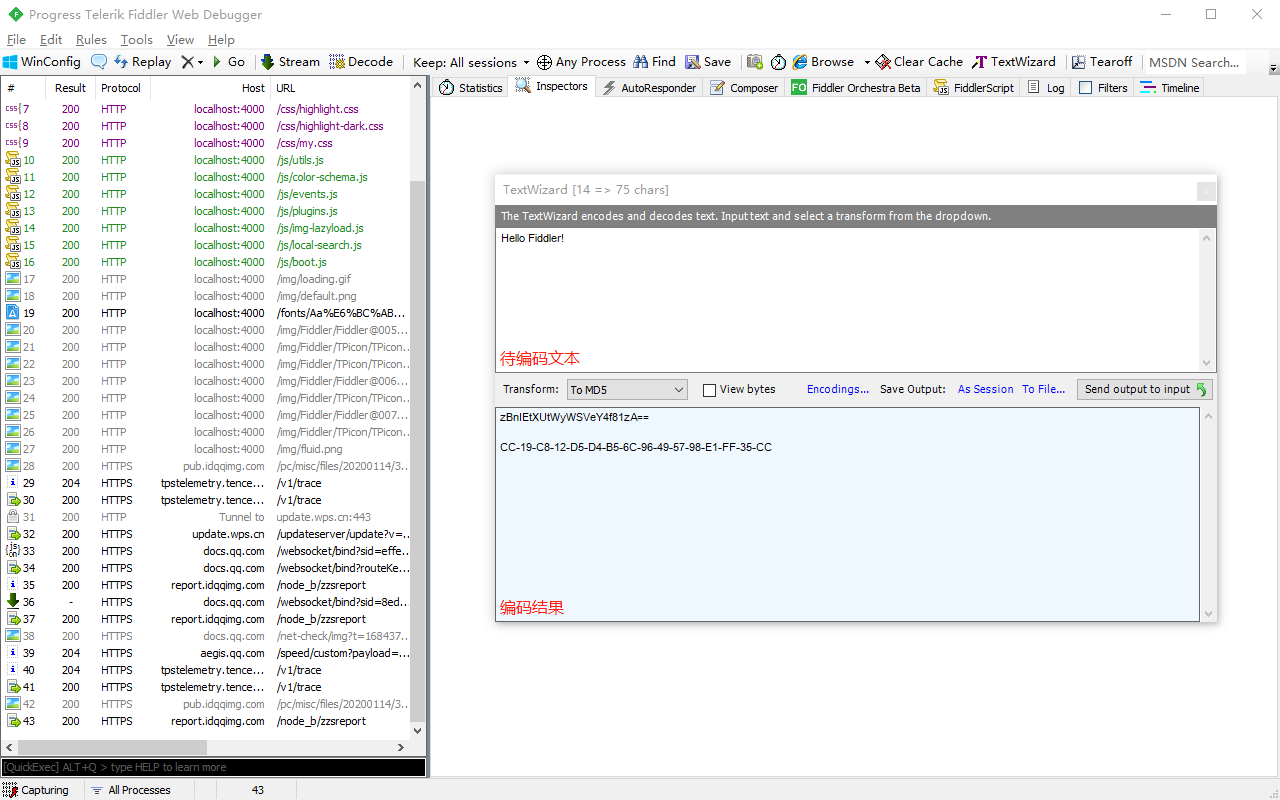 Progress Telerik Fiddler Web Debugger
File Edit Rules Tools View Help
WinConfig Replay Go Stream Decode Keep: All sessions Any Process Find Save Browse Clear Cache TextWizard Tearoff MSDN Search...
# Result Protocol Host URL
7 200 HTTP localhost:4000 /css/highlight.css
8 200 HTTP localhost:4000 /css/highlight-dark.css
9 200 HTTP localhost:4000 /css/my.css
10 200 HTTP localhost:4000 /js/utils.js
11 200 HTTP localhost:4000 /js/color-schema.js
12 200 HTTP localhost:4000 /js/events.js
13 200 HTTP localhost:4000 /js/plugins.js
14 200 HTTP localhost:4000 /js/img-lazyload.js
15 200 HTTP localhost:4000 /js/local-search.js
16 200 HTTP localhost:4000 /js/boot.js
17 200 HTTP localhost:4000 /img/loading.gif
18 200 HTTP localhost:4000 /img/default.png
19 200 HTTP localhost:4000 /fonts/Aa%E6%BC%AB...
20 200 HTTP localhost:4000 /img/Fiddler/Fiddler@005...
21 200 HTTP localhost:4000 /img/Fiddler/TPicon/TPicon...
22 200 HTTP localhost:4000 /img/Fiddler/TPicon/TPicon...
23 200 HTTP localhost:4000 /img/Fiddler/Fiddler@006...
24 200 HTTP localhost:4000 /img/Fiddler/TPicon/TPicon...
25 200 HTTP localhost:4000 /img/Fiddler/Fiddler@007...
26 200 HTTP localhost:4000 /img/Fiddler/TPicon/TPicon...
27 200 HTTP localhost:4000 /img/fluid.png
28 200 HTTPS pub.idqqimg.com /pc/misc/files/20200114/3...
29 204 HTTPS tpstelemetry.tence... /v1/trace
30 200 HTTPS tpstelemetry.tence... /v1/trace
31 200 HTTP Tunnel to update.wps.cn:443
32 200 HTTPS update.wps.cn /updateserver/update?v=...
33 200 HTTPS docs.qq.com /websocket/bind?sid=effe...
34 200 HTTPS docs.qq.com /websocket/bind?routeKe...
35 200 HTTPS report.idqqimg.com /node_b/zzsreport
36 - HTTPS docs.qq.com /websocket/bind?sid=8ed...
37 200 HTTPS report.idqqimg.com /node_b/zzsreport
38 200 HTTPS docs.qq.com /net-check/img?t=168437...
39 204 HTTPS aegis.qq.com /speed/custom?payload=...
40 204 HTTPS tpstelemetry.tence... /v1/trace
41 200 HTTPS tpstelemetry.tence... /v1/trace
42 200 HTTPS pub.idqqimg.com /pc/misc/files/20200114/3...
43 200 HTTPS report.idqqimg.com /node_b/zzsreport
[QuickExec] ALT+Q > type HELP to learn more
Capturing All Processes 43
Statistics Inspectors AutoResponder Composer FO Fiddler Orchestra Beta FiddlerScript Log Filters Timeline
TextWizard [14 => 75 chars]
The TextWizard encodes and decodes text. Input text and select a transform from the dropdown.
Hello Fiddler!
待编码文本
Transform: To MD5 View bytes Encodings... Save Output: As Session To File... Send output to input
zBnIEtXUtWyWSVeY4f81zA==
CC-19-C8-12-D5-D4-B5-6C-96-49-57-98-E1-FF-35-CC
编码结果